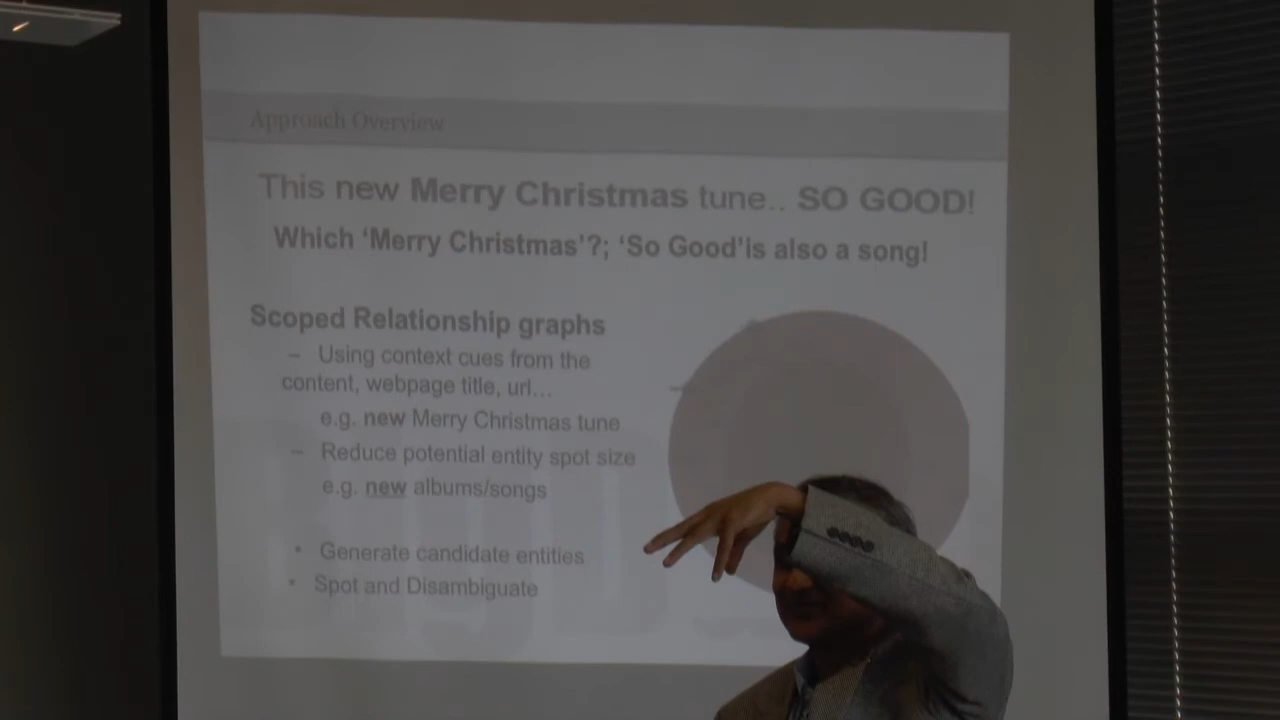 Approach Overview
This new Merry Christmas tune.. SO GOOD!
Which ‘Merry Christmas’?; ‘So Good’is also a song!
Scoped Relationship graphs
– Using context cues from the
content, webpage title, url…
e.g. new Merry Christmas tune
– Reduce potential entity spot size
e.g. new albums/songs
• Generate candidate entities
• Spot and Disambiguate